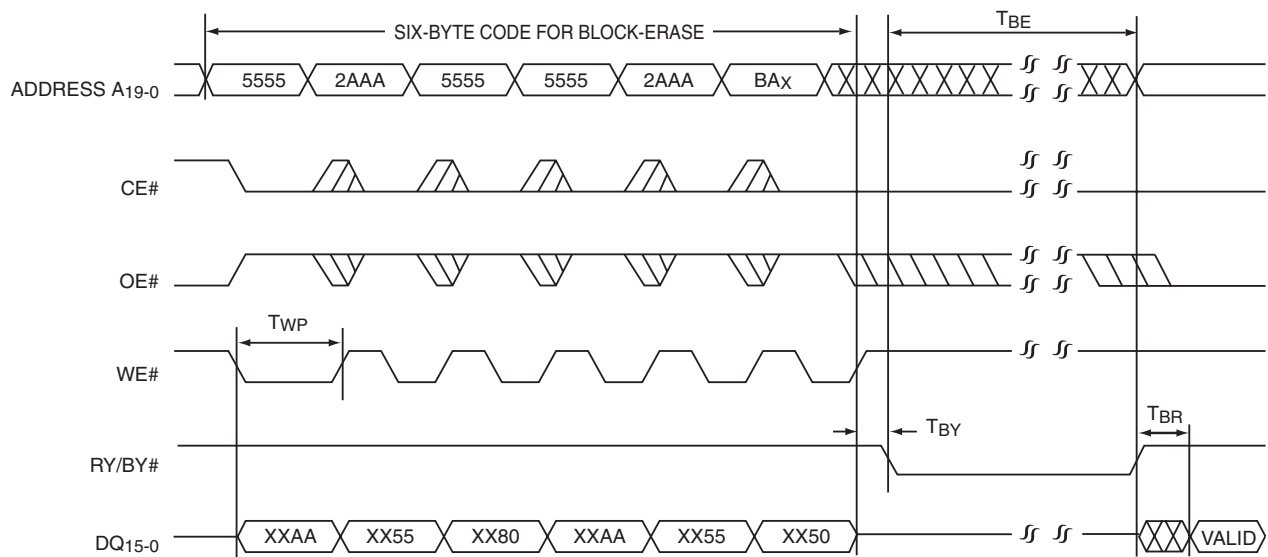 SIX-BYTE CODE FOR BLOCK-ERASE
TBE
ADDRESS A19-0
5555 2AAA 5555 5555 2AAA BAX
CE#
OE#
TWP
WE#
TBY
TBR
RY/BY#
DQ15-0
XXAA XX55 XX80 XXAA XX55 XX50 VALID